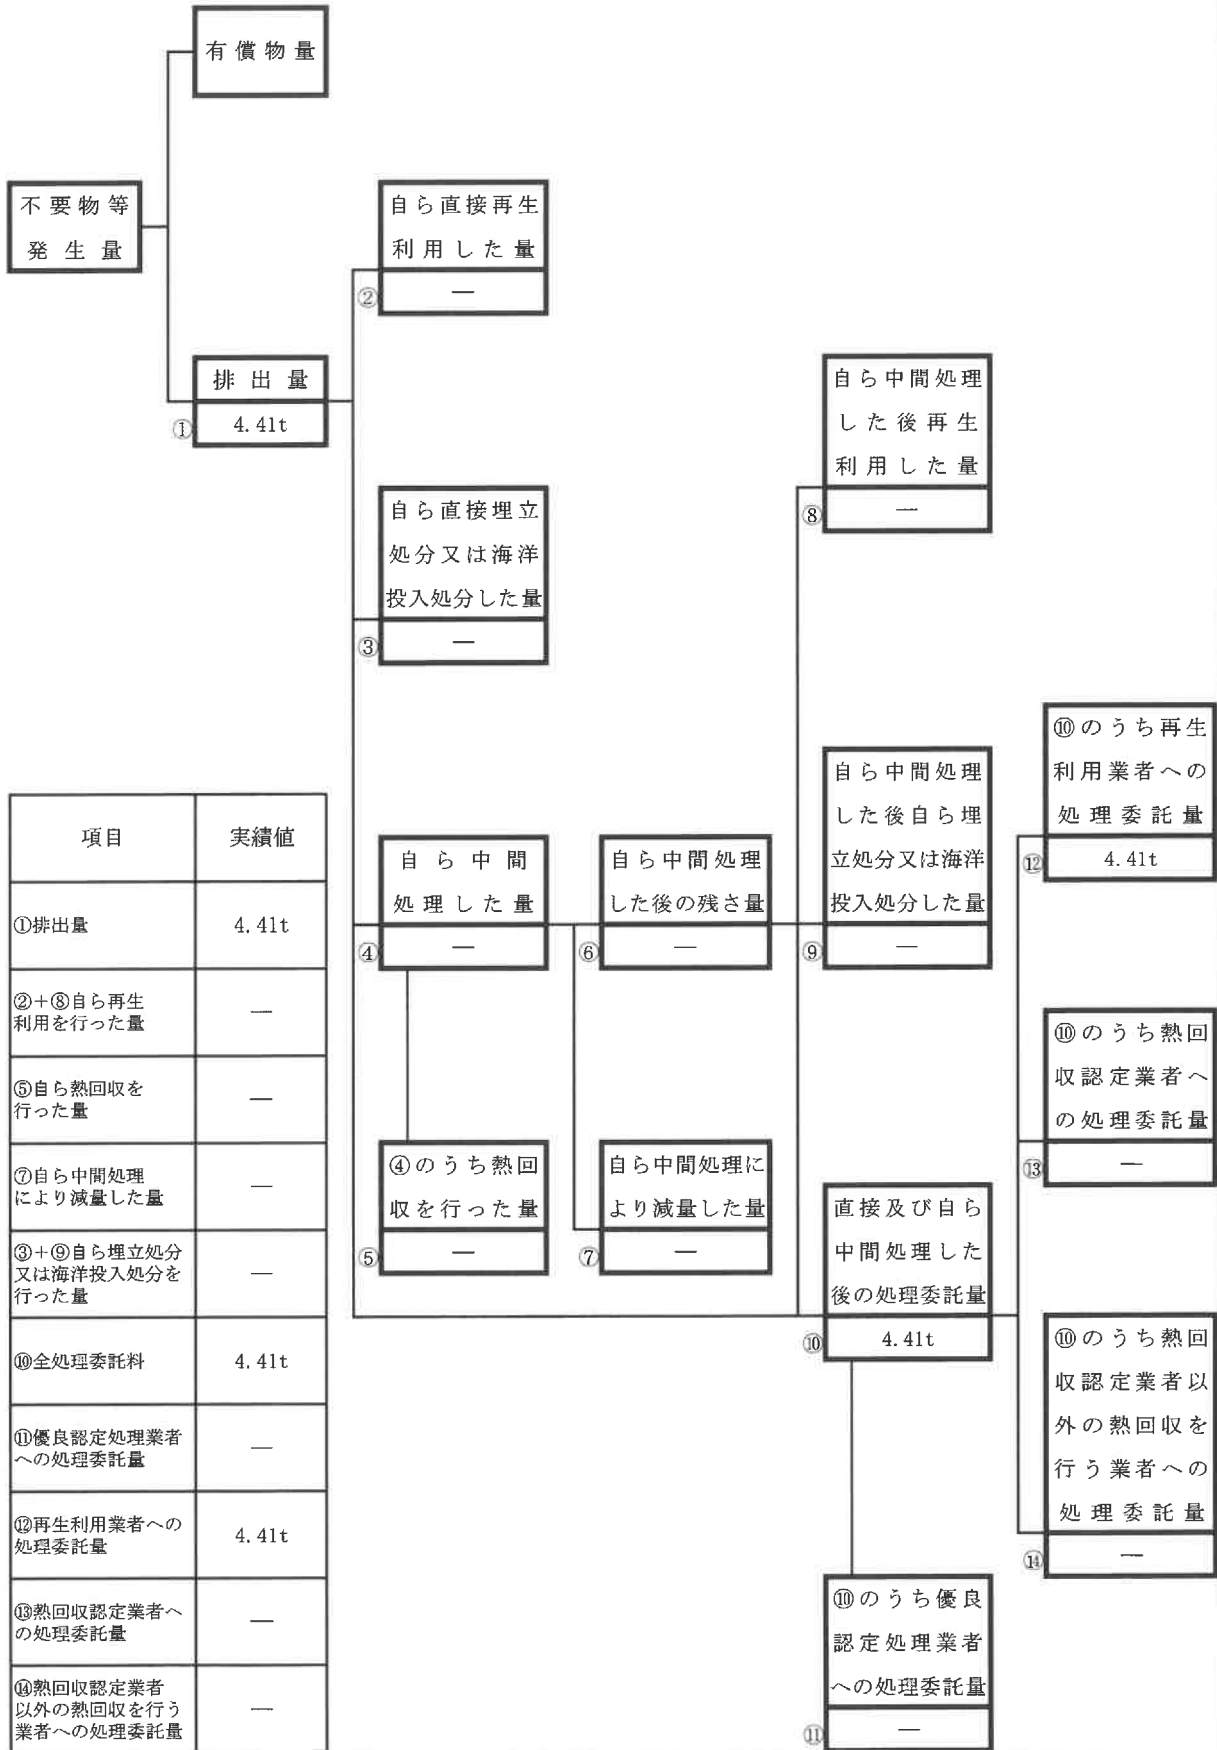 有償物量
不要物等
発生量
自ら直接再生
利用した量
②
―
排出量
①
4.41t
自ら中間処理
した後再生
利用した量
⑧
―
自ら直接埋立
処分又は海洋
投入処分した量
③
―
⑩のうち再生
利用業者への
処理委託量
⑫
4.41t
自ら中間処理
した後自ら埋
立処分又は海洋
投入処分した量
⑨
―
自ら中間
処理した量
④
―
自ら中間処理
した後の残さ量
⑥
―
⑩のうち熱回
収認定業者へ
の処理委託量
⑬
―
④のうち熱回
収を行った量
⑤
―
自ら中間処理に
より減量した量
⑦
―
直接及び自ら
中間処理した
後の処理委託量
⑩
4.41t
⑩のうち熱回
収認定業者以
外の熱回収を
行う業者への
処理委託量
⑭
―
⑩のうち優良
認定処理業者
への処理委託量
⑪
―
項目 実績値
①排出量 4.41t
②+⑧自ら再生
利用を行った量
―
⑤自ら熱回収を
行った量
―
⑦自ら中間処理
により減量した量
―
③+⑨自ら埋立処分
又は海洋投入処分を
行った量
―
⑩全処理委託料 4.41t
⑪優良認定処理業者
への処理委託量
―
⑫再生利用業者への
処理委託量
4.41t
⑬熱回収認定業者へ
の処理委託量
―
⑭熱回収認定業者
以外の熱回収を行う
業者への処理委託量
―